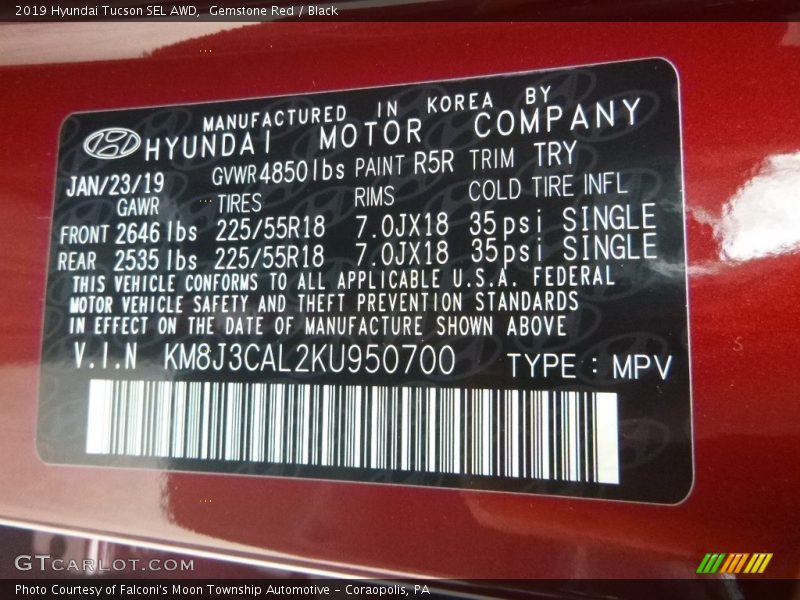 2019 Hyundai Tucson SEL AWD,  Gemstone Red / Black
MANUFACTURED IN KOREA BY
HYUNDAI MOTOR COMPANY
JAN/23/19 GVWR 4850lbs PAINT R5R TRIM TRY
GAWR TIRES RIMS COLD TIRE INFL
FRONT 2646 lbs 225/55R18 7.0JX18 35psi SINGLE
REAR 2535 lbs 225/55R18 7.0JX18 35psi SINGLE
THIS VEHICLE CONFORMS TO ALL APPLICABLE U.S.A. FEDERAL
MOTOR VEHICLE SAFETY AND THEFT PREVENTION STANDARDS
IN EFFECT ON THE DATE OF MANUFACTURE SHOWN ABOVE
V.I.N KM8J3CAL2KU950700 TYPE : MPV
GTCARLOT.COM
Photo Courtesy of Falconi's Moon Township Automotive - Coraopolis, PA